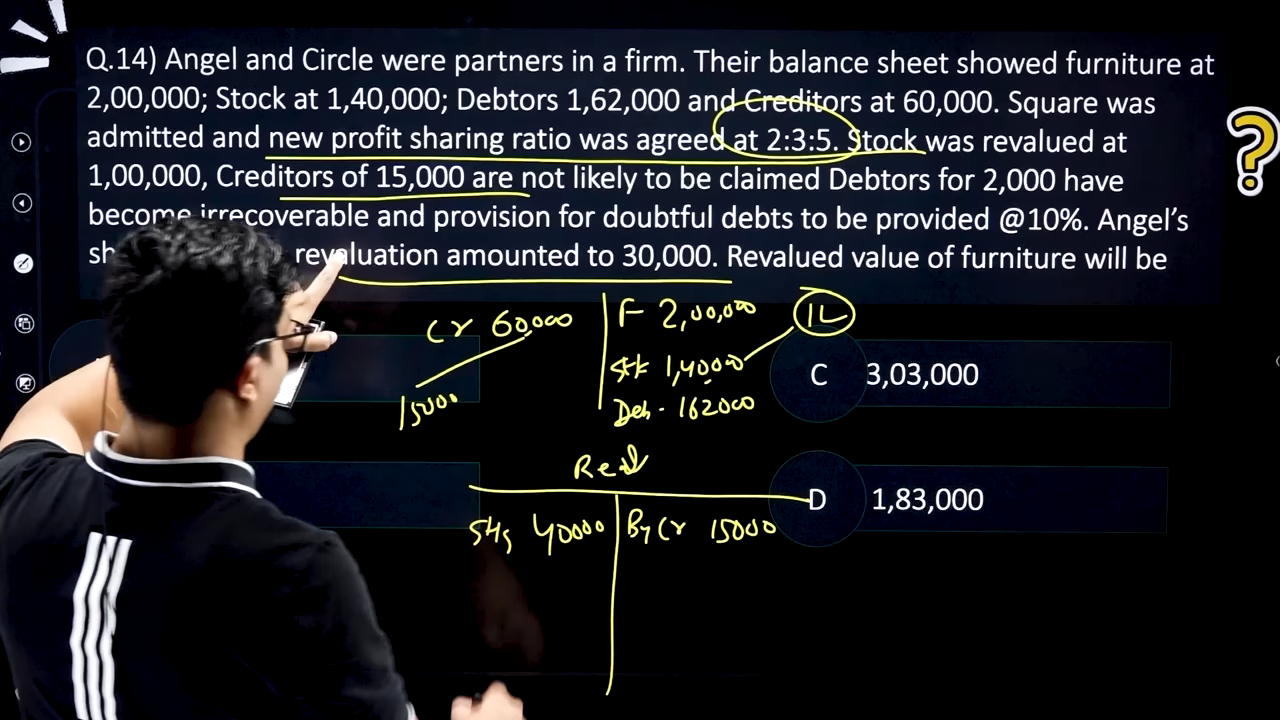 Q.14) Angel and Circle were partners in a firm. Their balance sheet showed furniture at
2,00,000; Stock at 1,40,000; Debtors 1,62,000 and Creditors at 60,000. Square was
admitted and new profit sharing ratio was agreed at 2:3:5. Stock was revalued at
1,00,000, Creditors of 15,000 are not likely to be claimed Debtors for 2,000 have
become irrecoverable and provision for doubtful debts to be provided @10%. Angel's
revaluation amounted to 30,000. Revalued value of furniture will be
?
Cr 60,000
15000
F 2,00,000
1L
Stk 1,40000
Deb - 162000
C 3,03,000
D 1,83,000
40000
By Cr 15000